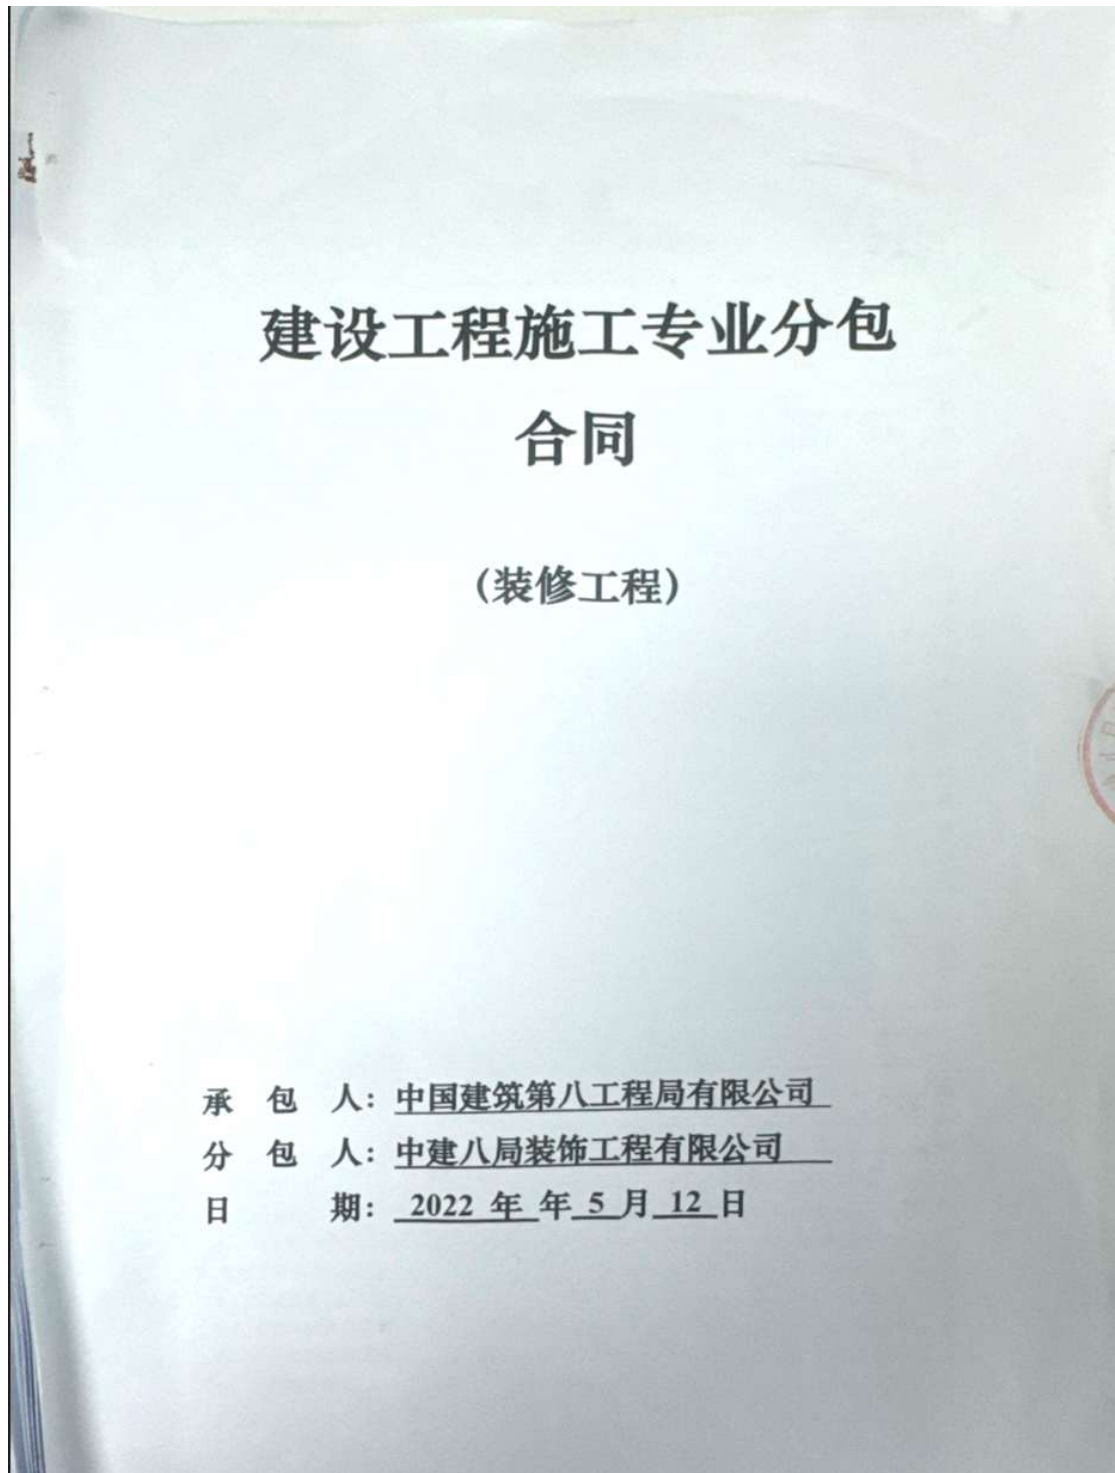 建设工程施工专业分包
合同
（装修工程）
承 包 人：中国建筑第八工程局有限公司
分 包 人：中建八局装饰工程有限公司
日 期： 2022 年 年 5 月 12 日